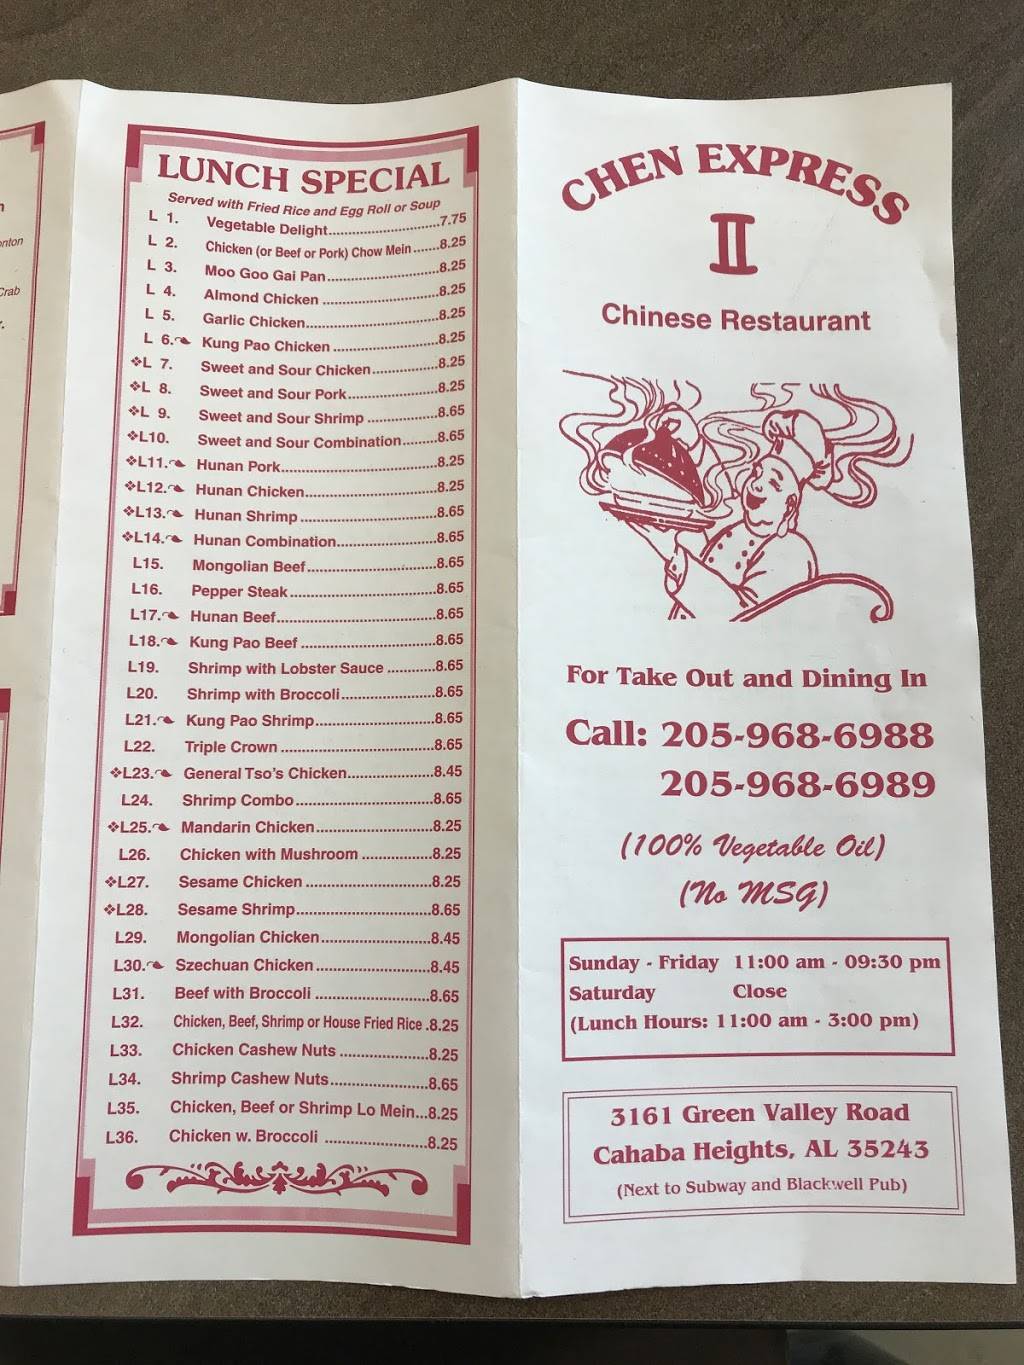 n
onton
Crab
LUNCH SPECIAL
Served with Fried Rice and Egg Roll or Soup
L 1. Vegetable Delight..........................7.75
L 2. Chicken (or Beef or Pork) Chow Mein.......8.25
L 3. Moo Goo Gai Pan..........................8.25
L 4. Almond Chicken...........................8.25
L 5. Garlic Chicken...............................8.25
L 6. Kung Pao Chicken.........................8.25
❖L 7. Sweet and Sour Chicken................8.25
❖L 8. Sweet and Sour Pork.....................8.25
❖L 9. Sweet and Sour Shrimp................8.65
❖L10. Sweet and Sour Combination.........8.65
❖L11. Hunan Pork....................................8.25
❖L12. Hunan Chicken...............................8.25
❖L13. Hunan Shrimp................................8.65
❖L14. Hunan Combination.......................8.65
L15. Mongolian Beef..............................8.65
L16. Pepper Steak..................................8.65
L17. Hunan Beef.....................................8.65
L18. Kung Pao Beef................................8.65
L19. Shrimp with Lobster Sauce...........8.65
L20. Shrimp with Broccoli......................8.65
L21. Kung Pao Shrimp............................8.65
L22. Triple Crown...................................8.65
❖L23. General Tso's Chicken....................8.45
L24. Shrimp Combo................................8.65
❖L25. Mandarin Chicken...........................8.25
L26. Chicken with Mushroom................8.25
❖L27. Sesame Chicken.............................8.25
❖L28. Sesame Shrimp...............................8.65
L29. Mongolian Chicken.........................8.45
L30. Szechuan Chicken..........................8.45
L31. Beef with Broccoli..........................8.65
L32. Chicken, Beef, Shrimp or House Fried Rice.8.25
L33. Chicken Cashew Nuts....................8.25
L34. Shrimp Cashew Nuts......................8.65
L35. Chicken, Beef or Shrimp Lo Mein...8.25
L36. Chicken w. Broccoli.......................8.25
CHEN EXPRESS
II
Chinese Restaurant
For Take Out and Dining In
Call: 205-968-6988
205-968-6989
(100% Vegetable Oil)
(No MSG)
Sunday - Friday 11:00 am - 09:30 pm
Saturday Close
(Lunch Hours: 11:00 am - 3:00 pm)
3161 Green Valley Road
Cahaba Heights, AL 35243
(Next to Subway and Blackwell Pub)